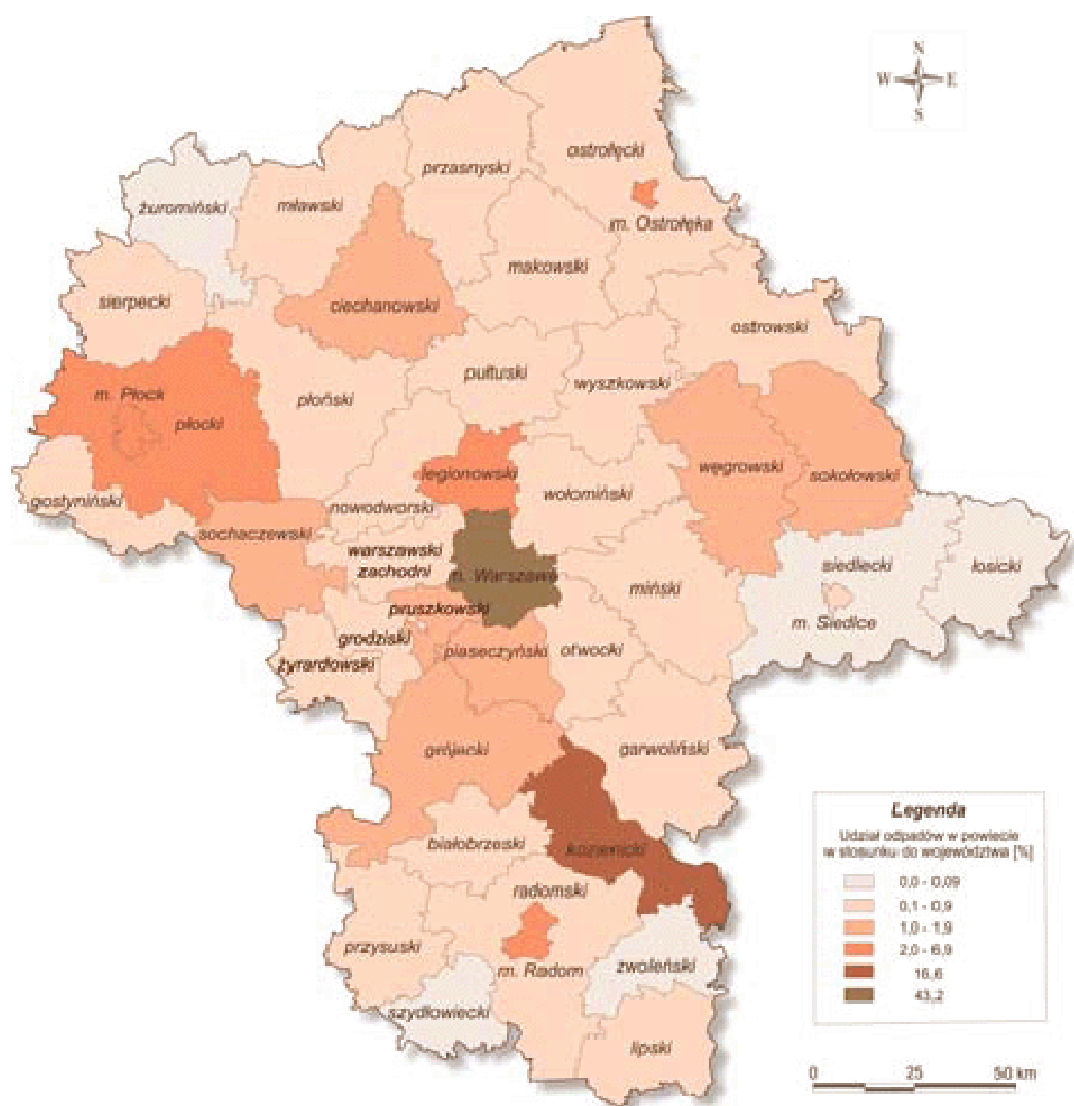 N
W E
S
ostrołęcki
przasnyski
m. Ostrołęka
żuromiński
mławski
makowski
sierpecki
ciechanowski
ostrowski
pułtuski
wyszkowski
m. Płock
płoński
płocki
legionowski
węgrowski
sokołowski
gostyniński
nowodworski
wołomiński
sochaczewski
warszawski
zachodni
m. Warszawa
siedlecki
łosicki
miński
m. Siedlce
pruszkowski
grodziski
piaseczyński
otwocki
żyrardowski
grójecki
garwoliński
białobrzeski
kozienicki
radomski
przysuski
m. Radom
zwoleński
szydłowiecki
lipski
Legenda
Udział odpadów w powiecie
w stosunku do województwa [%]
0,0 - 0,09
0,1 - 0,9
1,0 - 1,9
2,0 - 6,9
16,6
43,2
0 25 50 km